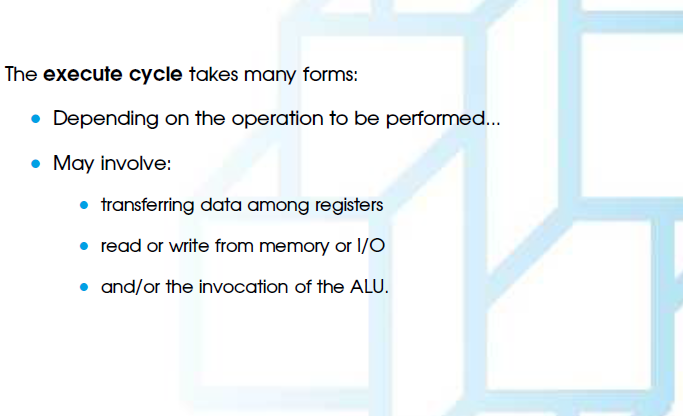 The execute cycle takes many forms:
• Depending on the operation to be performed...
• May involve:
• transferring data among registers
• read or write from memory or I/O
• and/or the invocation of the ALU.